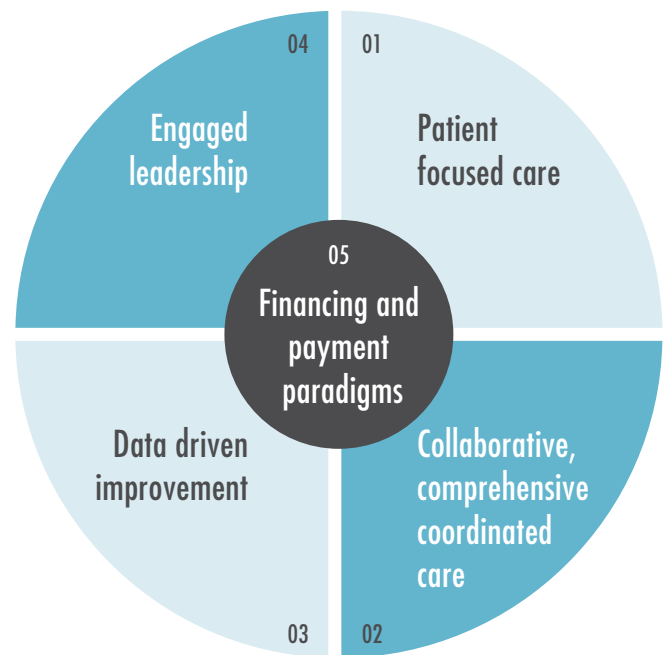 04
Engaged
leadership
01
Patient
focused care
05
Financing and
payment
paradigms
Data driven
improvement
03
Collaborative,
comprehensive
coordinated
care
02